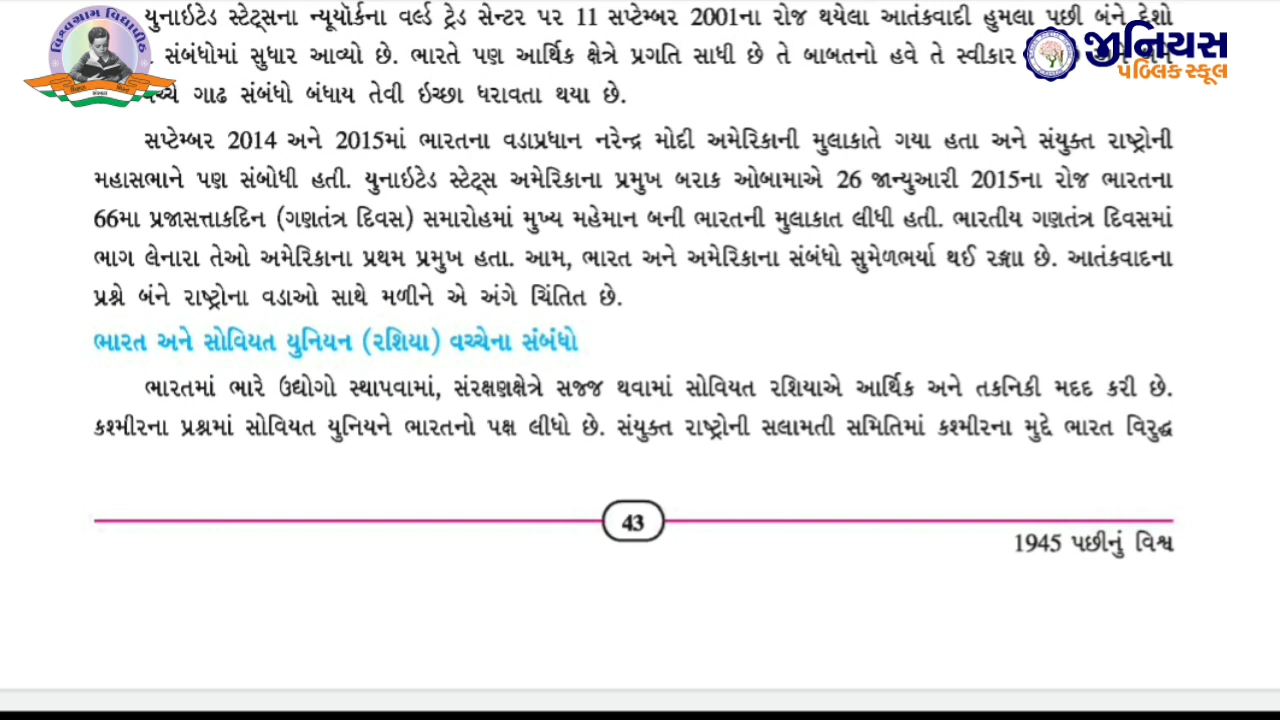 યુનાઇટેડ સ્ટેટ્સના ન્યૂયૉર્કના વર્લ્ડ ટ્રેડ સેન્ટર પર 11 સપ્ટેમ્બર 2001ના રોજ થયેલા આતંકવાદી હુમલા પછી બંને દેશો
સંબંધોમાં સુધાર આવ્યો છે. ભારતે પણ આર્થિક ક્ષેત્રે પ્રગતિ સાધી છે તે બાબતનો હવે તે સ્વીકાર
ગાઢ સંબંધો બંધાય તેવી ઇચ્છા ધરાવતા થયા છે.
વિશ્વગ્રામ વિદ્યાપીઠ
જીનિયસ
પબ્લિક સ્કૂલ
સપ્ટેમ્બર 2014 અને 2015માં ભારતના વડાપ્રધાન નરેન્દ્ર મોદી અમેરિકાની મુલાકાતે ગયા હતા અને સંયુક્ત રાષ્ટ્રોની
મહાસભાને પણ સંબોધી હતી. યુનાઇટેડ સ્ટેટ્સ અમેરિકાના પ્રમુખ બરાક ઓબામાએ 26 જાન્યુઆરી 2015ના રોજ ભારતના
66મા પ્રજાસત્તાકદિન (ગણતંત્ર દિવસ) સમારોહમાં મુખ્ય મહેમાન બની ભારતની મુલાકાત લીધી હતી. ભારતીય ગણતંત્ર દિવસમાં
ભાગ લેનારા તેઓ અમેરિકાના પ્રથમ પ્રમુખ હતા. આમ, ભારત અને અમેરિકાના સંબંધો સુમેળભર્યા થઈ રહ્યા છે. આતંકવાદના
પ્રશ્ને બંને રાષ્ટ્રોના વડાઓ સાથે મળીને એ અંગે ચિંતિત છે.
ભારત અને સોવિયત યુનિયન (રશિયા) વચ્ચેના સંબંધો
ભારતમાં ભારે ઉદ્યોગો સ્થાપવામાં, સંરક્ષણક્ષેત્રે સજ્જ થવામાં સોવિયત રશિયાએ આર્થિક અને તકનિકી મદદ કરી છે.
કશ્મીરના પ્રશ્નમાં સોવિયત યુનિયને ભારતનો પક્ષ લીધો છે. સંયુક્ત રાષ્ટ્રોની સલામતી સમિતિમાં કશ્મીરના મુદ્દે ભારત વિરુદ્ધ
43
1945 પછીનું વિશ્વ